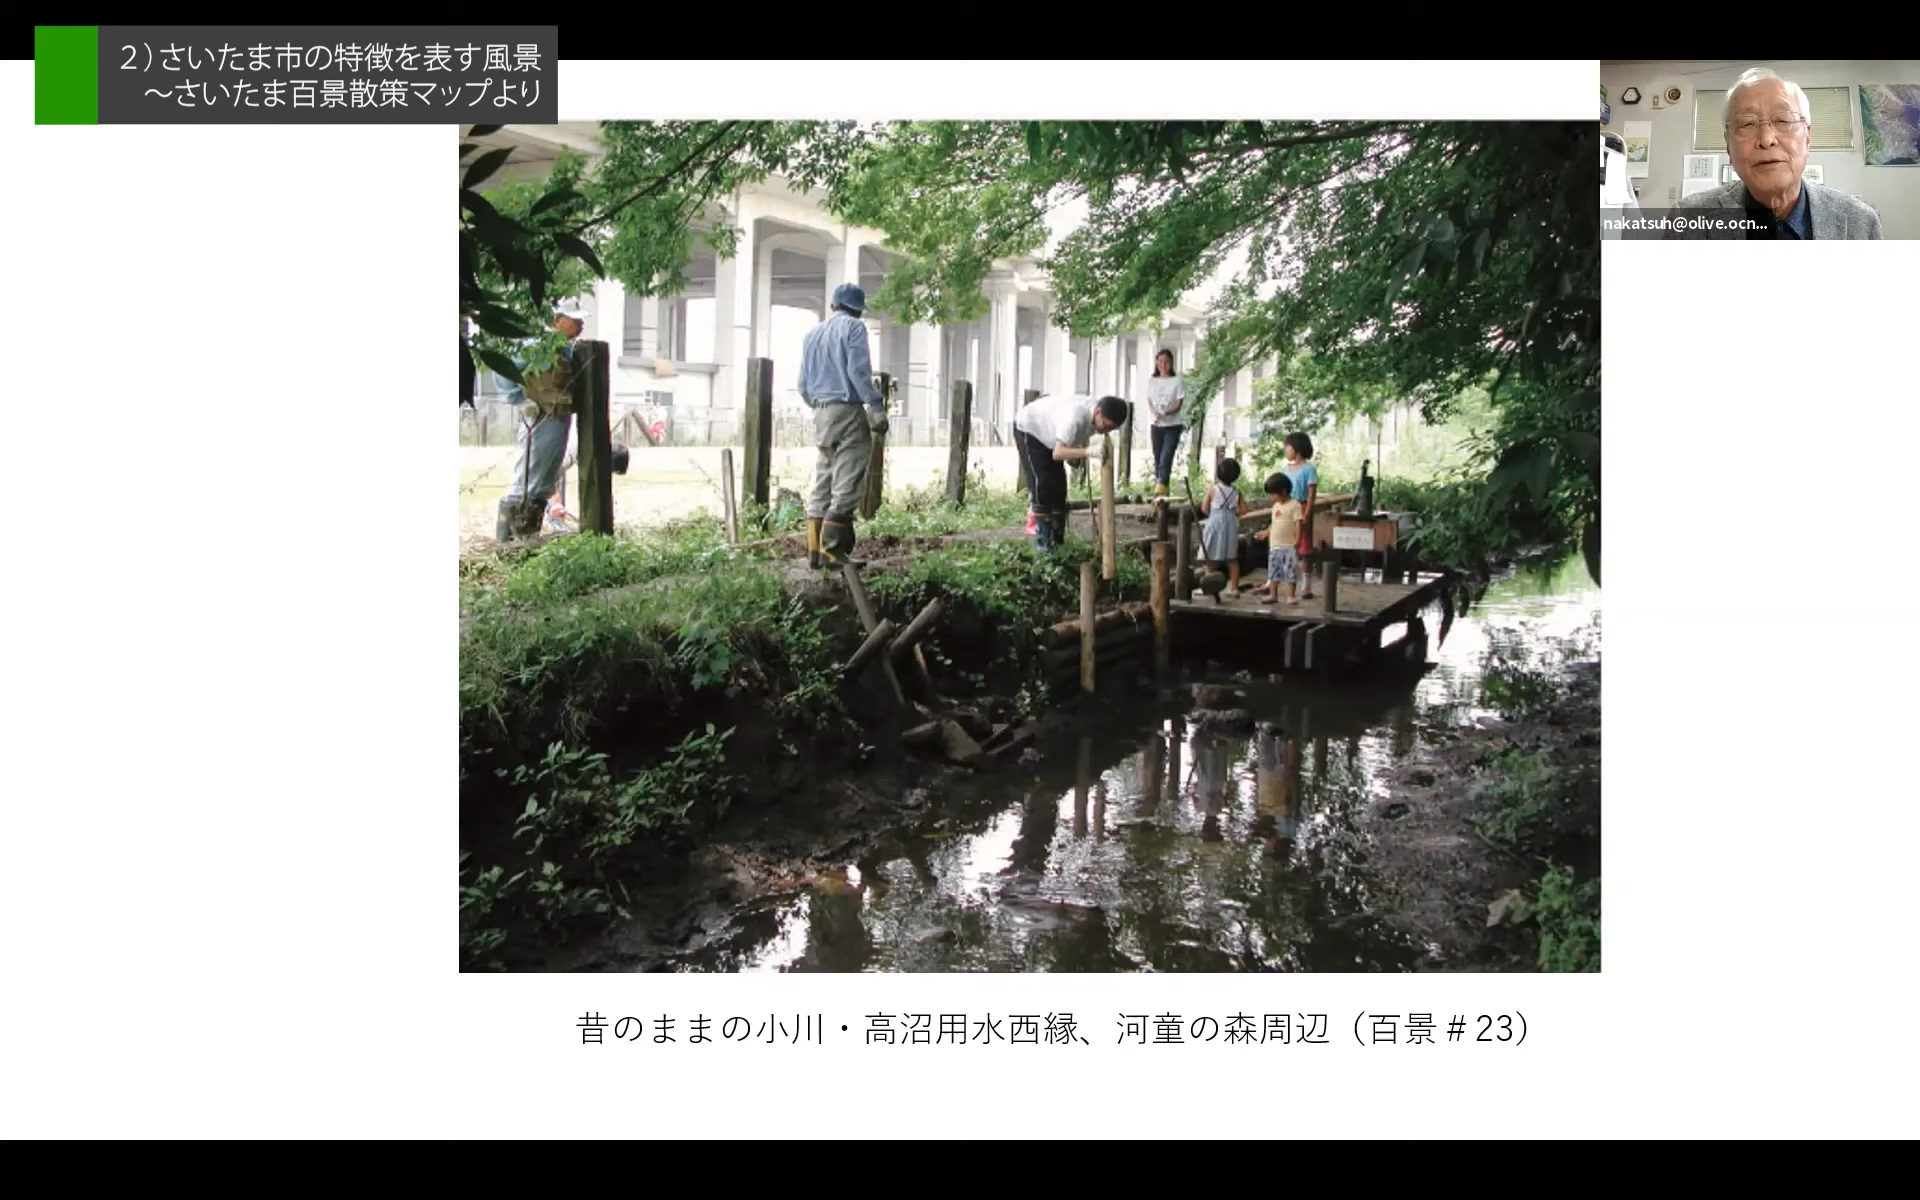 ２）さいたま市の特徴を表す風景
～さいたま百景散策マップより
nakatsuh@olive.ocn...
昔のままの小川・高沼用水西縁、河童の森周辺（百景＃23）